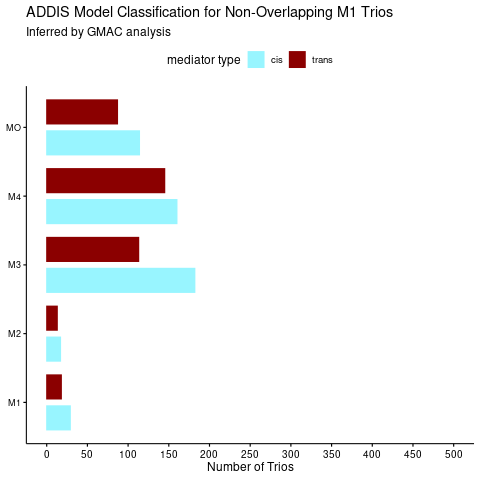 ADDIS Model Classification for Non-Overlapping M1 Trios
Inferred by GMAC analysis
mediator type cis trans
MO
M4
M3
M2
M1
0 50 100 150 200 250 300 350 400 450 500
Number of Trios